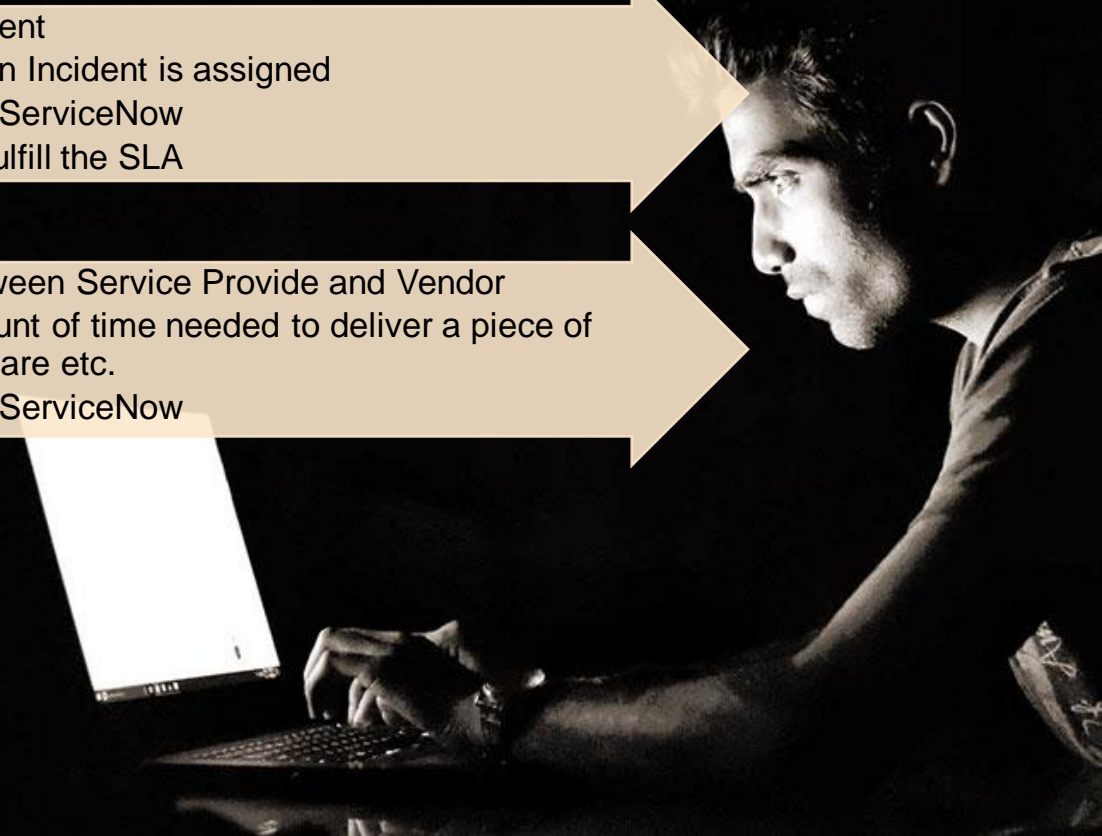 ent
n Incident is assigned
ServiceNow
ulfill the SLA
ween Service Provide and Vendor
unt of time needed to deliver a piece of
are etc.
ServiceNow